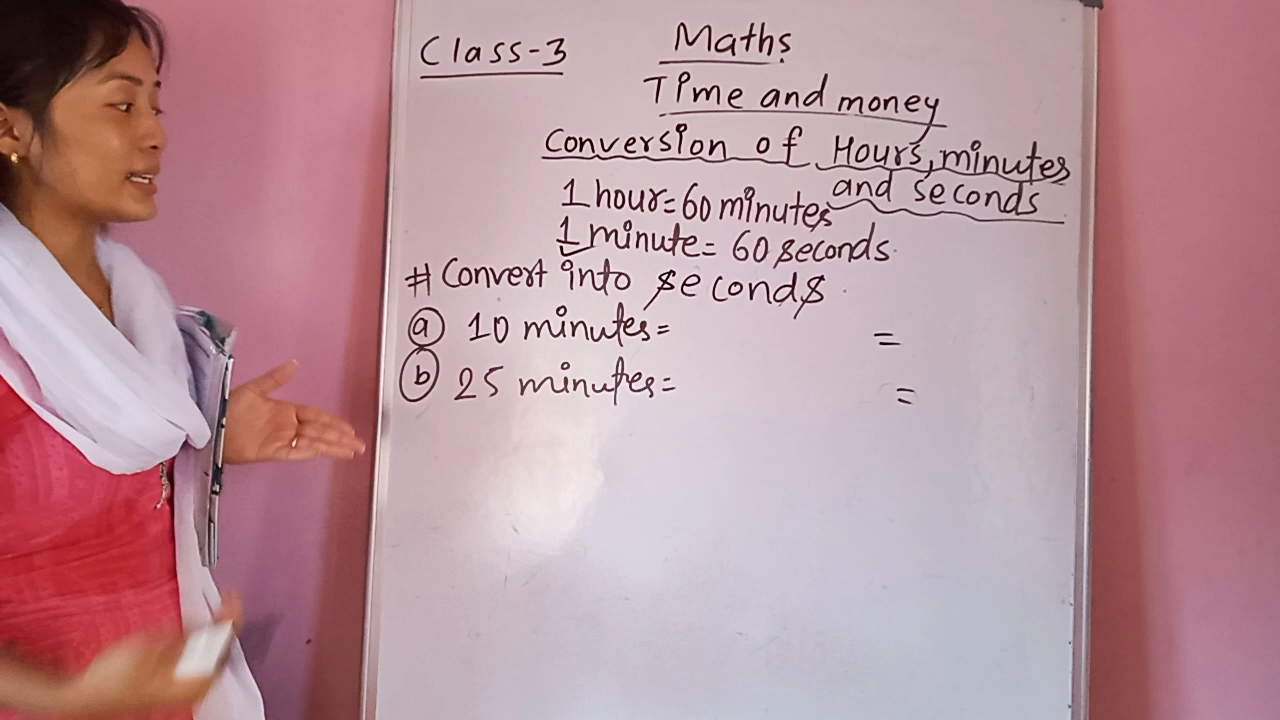 Class-3
Maths
Time and money
Conversion of Hours, minutes
and seconds
1 hour = 60 minutes
1 minute = 60 seconds.
# Convert into seconds.
a 10 minutes = =
b 25 minutes = =